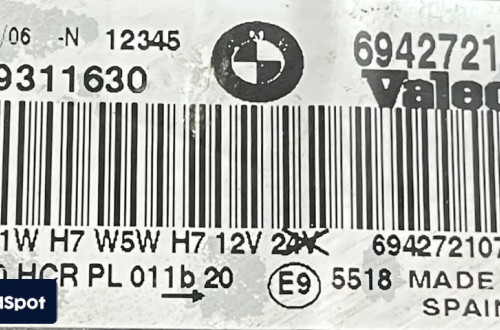 /06 -N 12345
9311630
6942721
Valeo
1W H7 W5W H7 12V 24V
694272107
HCR PL 011b 20
E9 5518 MADE
SPAIN
dSpot